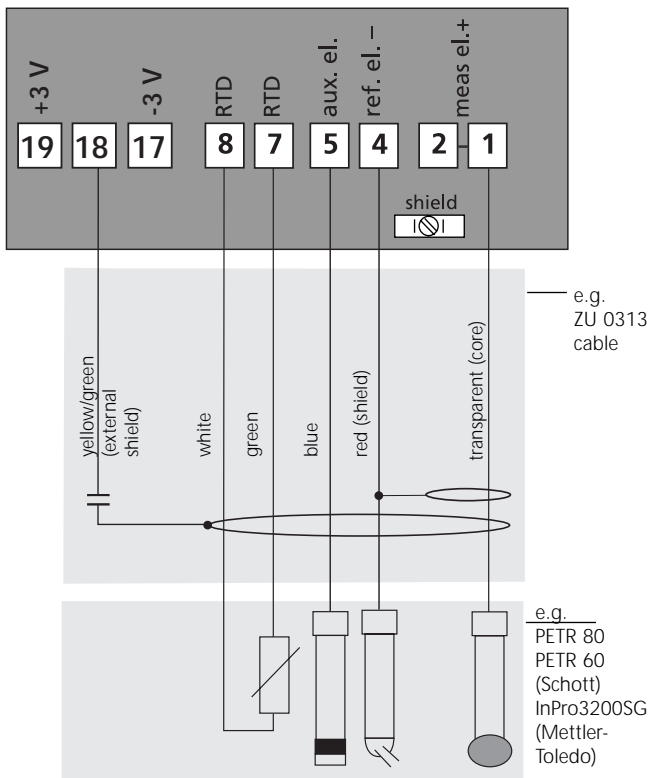 +3 V
-3 V
RTD
RTD
aux. el.
ref. el. –
meas el.+
19
18
17
8
7
5
4
2
1
shield
e.g.
ZU 0313
cable
yellow/green
(external
shield)
white
green
blue
red (shield)
transparent (core)
e.g.
PETR 80
PETR 60
(Schott)
InPro3200SG
(Mettler-
Toledo)